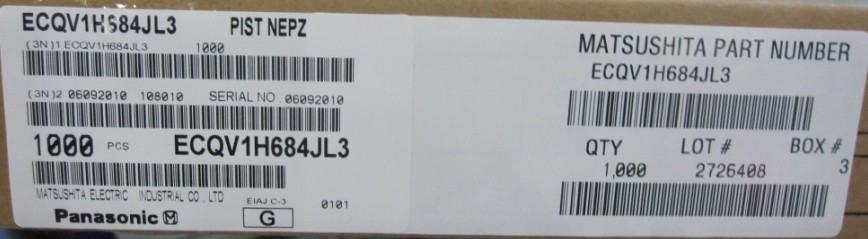 ECQV1H684JL3 PIST NEPZ
(3N)1 ECQV1H684JL3 1000
(3N)2 06092010 108010 SERIAL NO.06092010
1000 PCS ECQV1H684JL3
MATSUSHITA ELECTRIC INDUSTRIAL CO., LTD
Panasonic M
EIAJ C-3
G
0101
MATSUSHITA PART NUMBER
ECQV1H684JL3
QTY LOT # BOX #
1,000 2726408 3